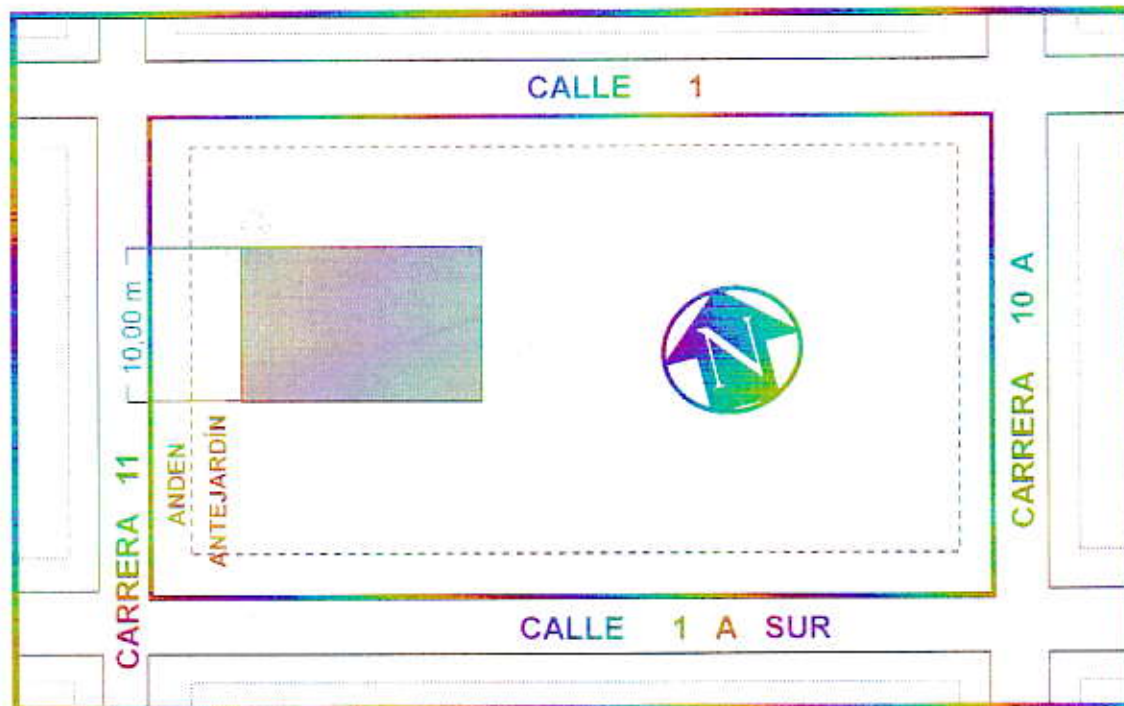 CALLE 1
10,00 m
N
CARRERA 10 A
ANDEN
ANTEJARDÍN
CARRERA 11
CALLE 1 A SUR